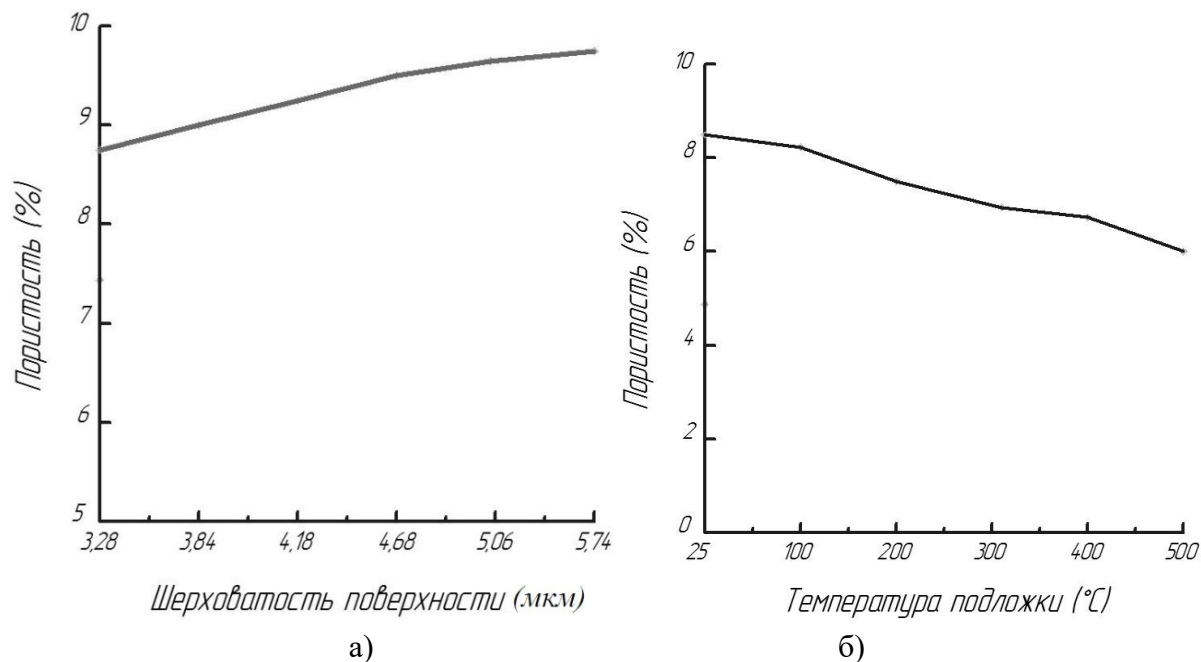 10
9
8
7
6
5
Пористость (%)
3,28 3,84 4,18 4,68 5,06 5,74
Шерховатость поверхности (мкм)
а)
10
8
6
4
2
0
Пористость (%)
25 100 200 300 400 500
Температура подложки (°С)
б)